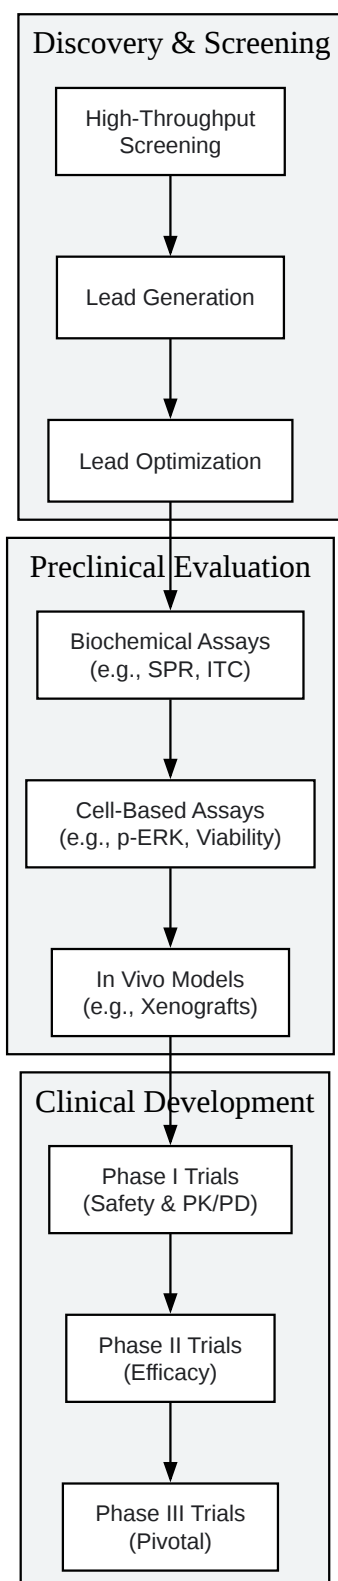 Discovery & Screening
High-Throughput
Screening
Lead Generation
Lead Optimization
Preclinical Evaluation
Biochemical Assays
(e.g., SPR, ITC)
Cell-Based Assays
(e.g., p-ERK, Viability)
In Vivo Models
(e.g., Xenografts)
Clinical Development
Phase I Trials
(Safety & PK/PD)
Phase II Trials
(Efficacy)
Phase III Trials
(Pivotal)